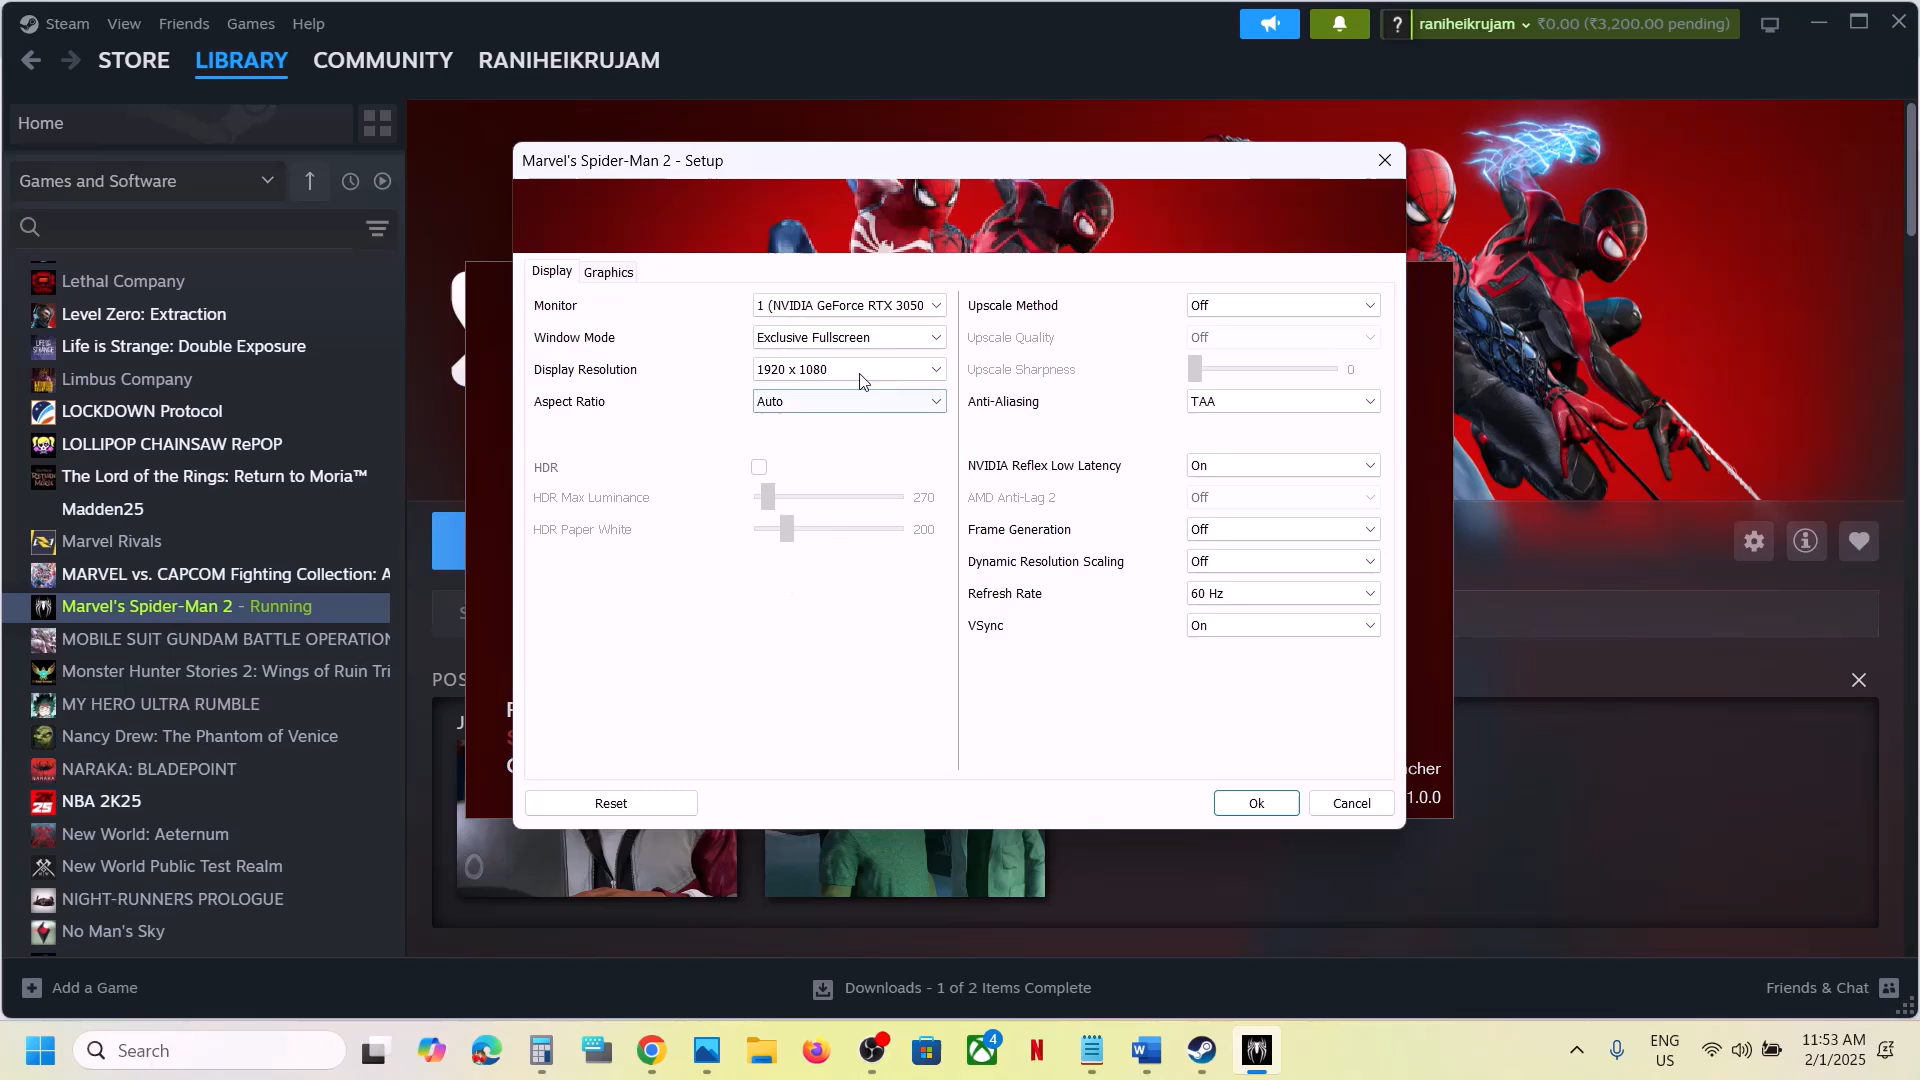 Steam View Friends Games Help
? raniheikrujam ₹0.00 (₹3,200.00 pending)
STORE LIBRARY COMMUNITY RANIHEIKRUJAM
Home
Games and Software
Lethal Company
Level Zero: Extraction
Life is Strange: Double Exposure
Limbus Company
LOCKDOWN Protocol
LOLLIPOP CHAINSAW RePOP
The Lord of the Rings: Return to Moria™
Madden25
Marvel Rivals
MARVEL vs. CAPCOM Fighting Collection: A
Marvel's Spider-Man 2 - Running
MOBILE SUIT GUNDAM BATTLE OPERATION
Monster Hunter Stories 2: Wings of Ruin Tri
MY HERO ULTRA RUMBLE
Nancy Drew: The Phantom of Venice
NARAKA: BLADEPOINT
NBA 2K25
New World: Aeternum
New World Public Test Realm
NIGHT-RUNNERS PROLOGUE
No Man's Sky
Marvel's Spider-Man 2 - Setup
Display Graphics
Monitor 1 (NVIDIA GeForce RTX 3050
Window Mode Exclusive Fullscreen
Display Resolution 1920 x 1080
Aspect Ratio Auto
HDR
HDR Max Luminance 270
HDR Paper White 200
Upscale Method Off
Upscale Quality Off
Upscale Sharpness 0
Anti-Aliasing TAA
NVIDIA Reflex Low Latency On
AMD Anti-Lag 2 Off
Frame Generation Off
Dynamic Resolution Scaling Off
Refresh Rate 60 Hz
VSync On
Reset Ok Cancel
POS
cher
1.0.0
Add a Game
Downloads - 1 of 2 Items Complete
Friends & Chat
Search
4
N
ENG
US
11:53 AM
2/1/2025